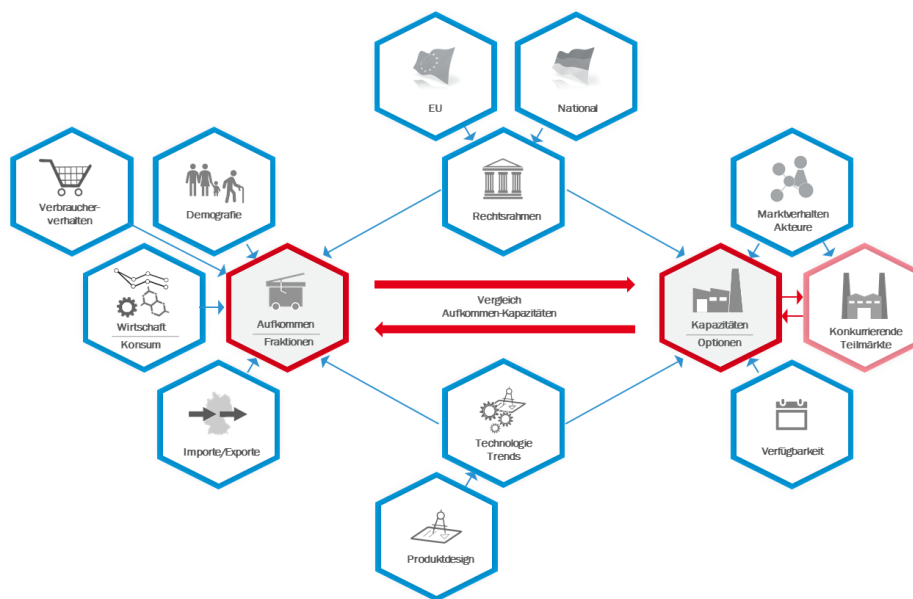 EU
National
Verbraucher-
verhalten
Demografie
Rechtsrahmen
Marktverhalten
Akteure
Wirtschaft
Konsum
Aufkommen
Fraktionen
Vergleich
Aufkommen-Kapazitäten
Kapazitäten
Optionen
Konkurrierende
Teilmärkte
Importe/Exporte
Technologie
Trends
Verfügbarkeit
Produktdesign